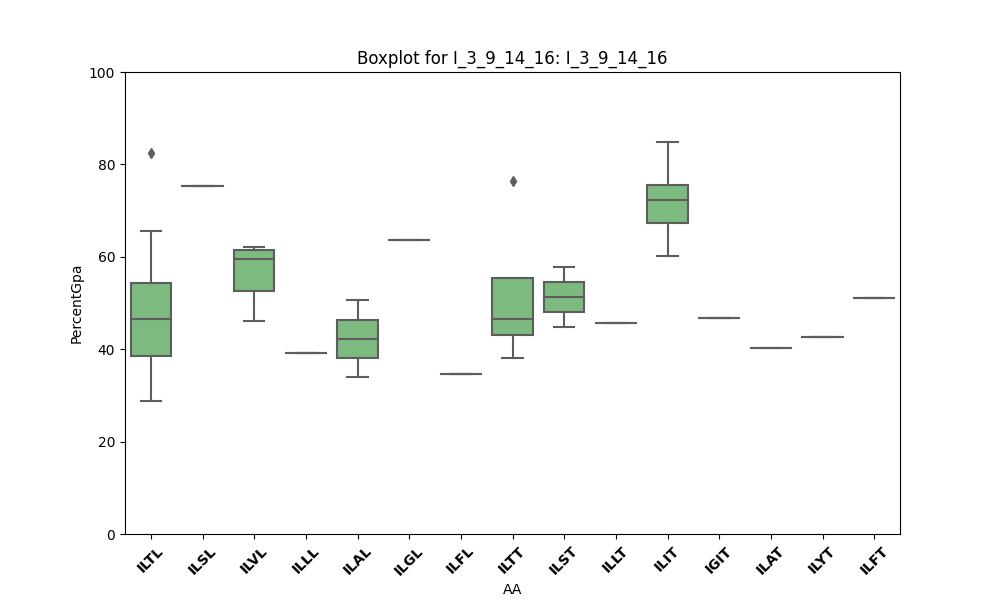 Boxplot for I_3_9_14_16: I_3_9_14_16
100
80
60
40
20
0
PercentGpa
ILTL ILSL ILVL ILLL ILAL ILGL ILFL ILTT ILST ILLT ILIT IGIT ILAT ILYT ILFT
AA